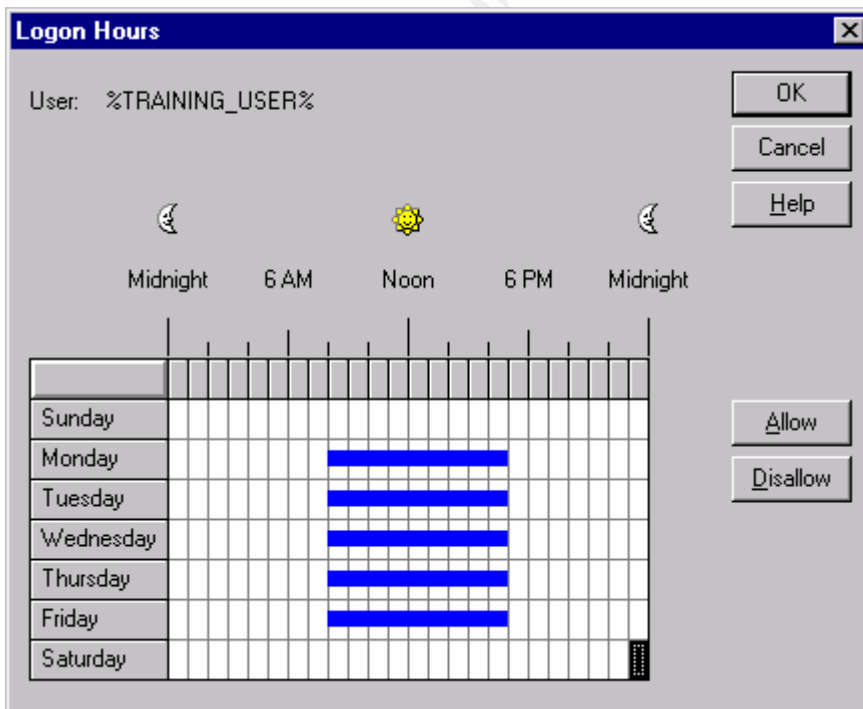 Logon Hours
User: %TRAINING_USER%
OK
Cancel
Help
Midnight 6 AM Noon 6 PM Midnight
Sunday
Monday
Tuesday
Wednesday
Thursday
Friday
Saturday
Allow
Disallow